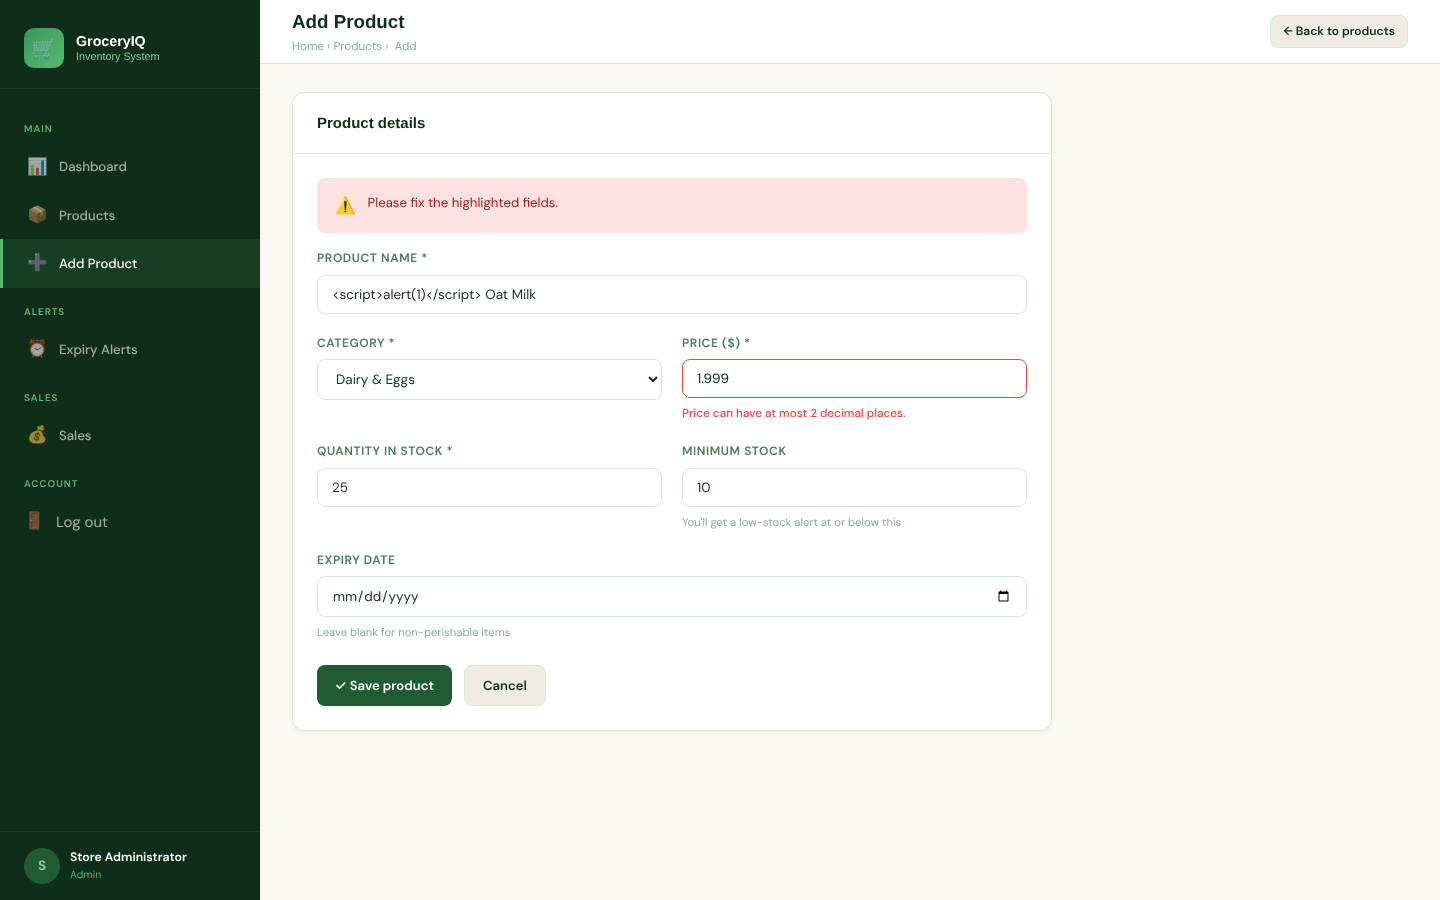 GroceryIQ
Inventory System
MAIN
Dashboard
Products
Add Product
ALERTS
Expiry Alerts
SALES
Sales
ACCOUNT
Log out
S
Store Administrator
Admin
Add Product
Home › Products › Add
← Back to products
Product details
Please fix the highlighted fields.
PRODUCT NAME *
<script>alert(1)</script> Oat Milk
CATEGORY *
Dairy & Eggs
PRICE ($) *
1.999
Price can have at most 2 decimal places.
QUANTITY IN STOCK *
25
MINIMUM STOCK
10
You'll get a low-stock alert at or below this
EXPIRY DATE
mm/dd/yyyy
Leave blank for non-perishable items
✓ Save product
Cancel